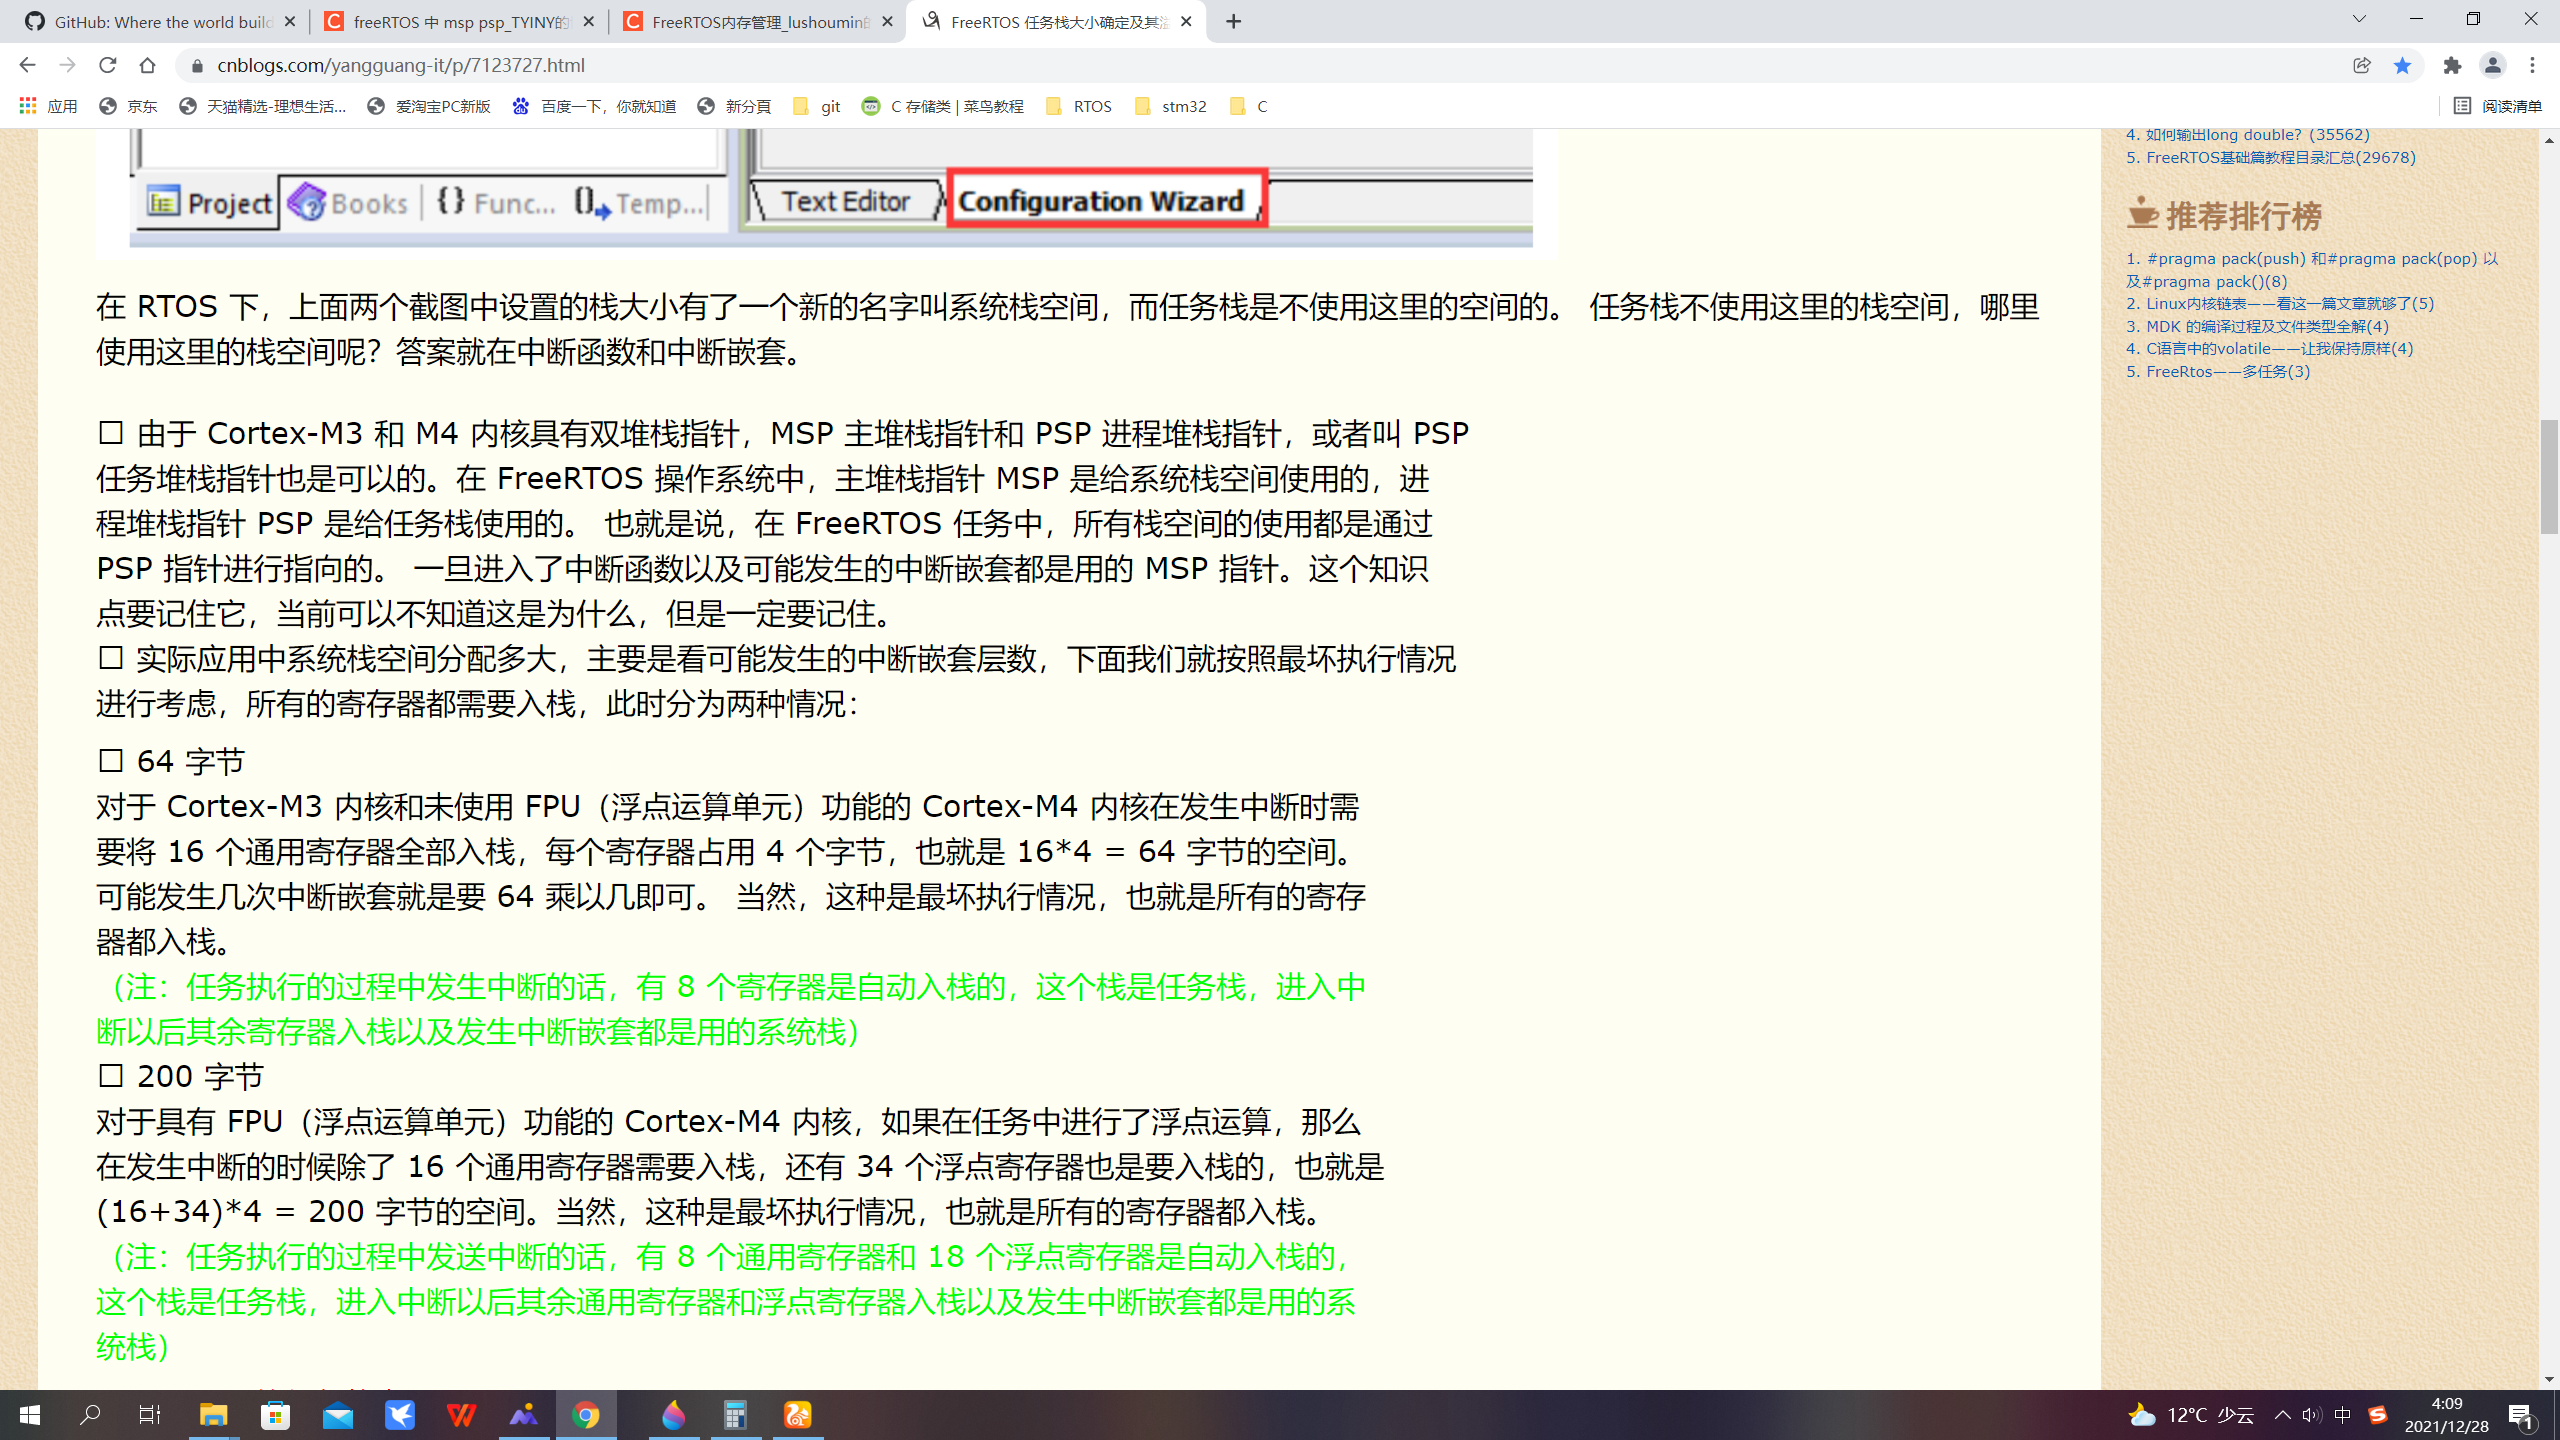 GitHub: Where the world build
freeRTOS 中 msp psp_TYINY的
FreeRTOS内存管理_lushoumin的
FreeRTOS 任务栈大小确定及其溢
cnblogs.com/yangguang-it/p/7123727.html
应用
京东
天猫精选-理想生活...
爱淘宝PC新版
百度一下，你就知道
新分頁
git
C 存储类 | 菜鸟教程
RTOS
stm32
C
阅读清单
Project
Books
{} Func...
Temp...
Text Editor
Configuration Wizard
在 RTOS 下，上面两个截图中设置的栈大小有了一个新的名字叫系统栈空间，而任务栈是不使用这里的空间的。 任务栈不使用这里的栈空间，哪里
使用这里的栈空间呢？答案就在中断函数和中断嵌套。
□ 由于 Cortex-M3 和 M4 内核具有双堆栈指针，MSP 主堆栈指针和 PSP 进程堆栈指针，或者叫 PSP
任务堆栈指针也是可以的。在 FreeRTOS 操作系统中，主堆栈指针 MSP 是给系统栈空间使用的，进
程堆栈指针 PSP 是给任务栈使用的。 也就是说，在 FreeRTOS 任务中，所有栈空间的使用都是通过
PSP 指针进行指向的。 一旦进入了中断函数以及可能发生的中断嵌套都是用的 MSP 指针。这个知识
点要记住它，当前可以不知道这是为什么，但是一定要记住。
□ 实际应用中系统栈空间分配多大，主要是看可能发生的中断嵌套层数，下面我们就按照最坏执行情况
进行考虑，所有的寄存器都需要入栈，此时分为两种情况：
□ 64 字节
对于 Cortex-M3 内核和未使用 FPU（浮点运算单元）功能的 Cortex-M4 内核在发生中断时需
要将 16 个通用寄存器全部入栈，每个寄存器占用 4 个字节，也就是 16*4 = 64 字节的空间。
可能发生几次中断嵌套就是要 64 乘以几即可。 当然，这种是最坏执行情况，也就是所有的寄存
器都入栈。
（注：任务执行的过程中发生中断的话，有 8 个寄存器是自动入栈的，这个栈是任务栈，进入中
断以后其余寄存器入栈以及发生中断嵌套都是用的系统栈）
□ 200 字节
对于具有 FPU（浮点运算单元）功能的 Cortex-M4 内核，如果在任务中进行了浮点运算，那么
在发生中断的时候除了 16 个通用寄存器需要入栈，还有 34 个浮点寄存器也是要入栈的，也就是
(16+34)*4 = 200 字节的空间。当然，这种是最坏执行情况，也就是所有的寄存器都入栈。
（注：任务执行的过程中发送中断的话，有 8 个通用寄存器和 18 个浮点寄存器是自动入栈的，
这个栈是任务栈，进入中断以后其余通用寄存器和浮点寄存器入栈以及发生中断嵌套都是用的系
统栈）
4. 如何输出long double？(35562)
5. FreeRTOS基础篇教程目录汇总(29678)
推荐排行榜
1. #pragma pack(push) 和#pragma pack(pop) 以
及#pragma pack()(8)
2. Linux内核链表——看这一篇文章就够了(5)
3. MDK 的编译过程及文件类型全解(4)
4. C语言中的volatile——让我保持原样(4)
5. FreeRtos——多任务(3)
12°C 少云
中
4:09
2021/12/28
1